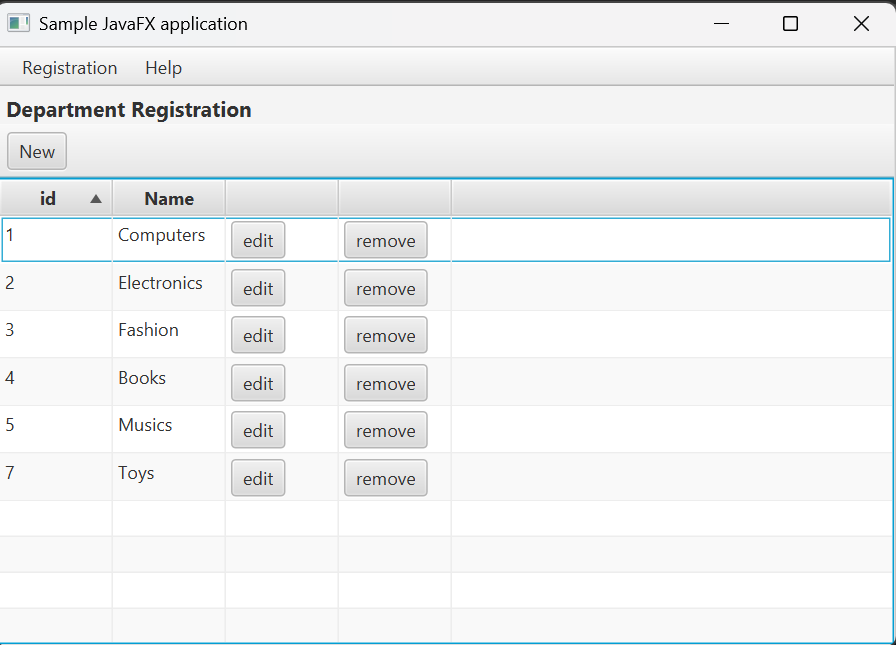 Sample JavaFX application
Registration Help
Department Registration
New
id Name
1 Computers edit remove
2 Electronics edit remove
3 Fashion edit remove
4 Books edit remove
5 Musics edit remove
7 Toys edit remove